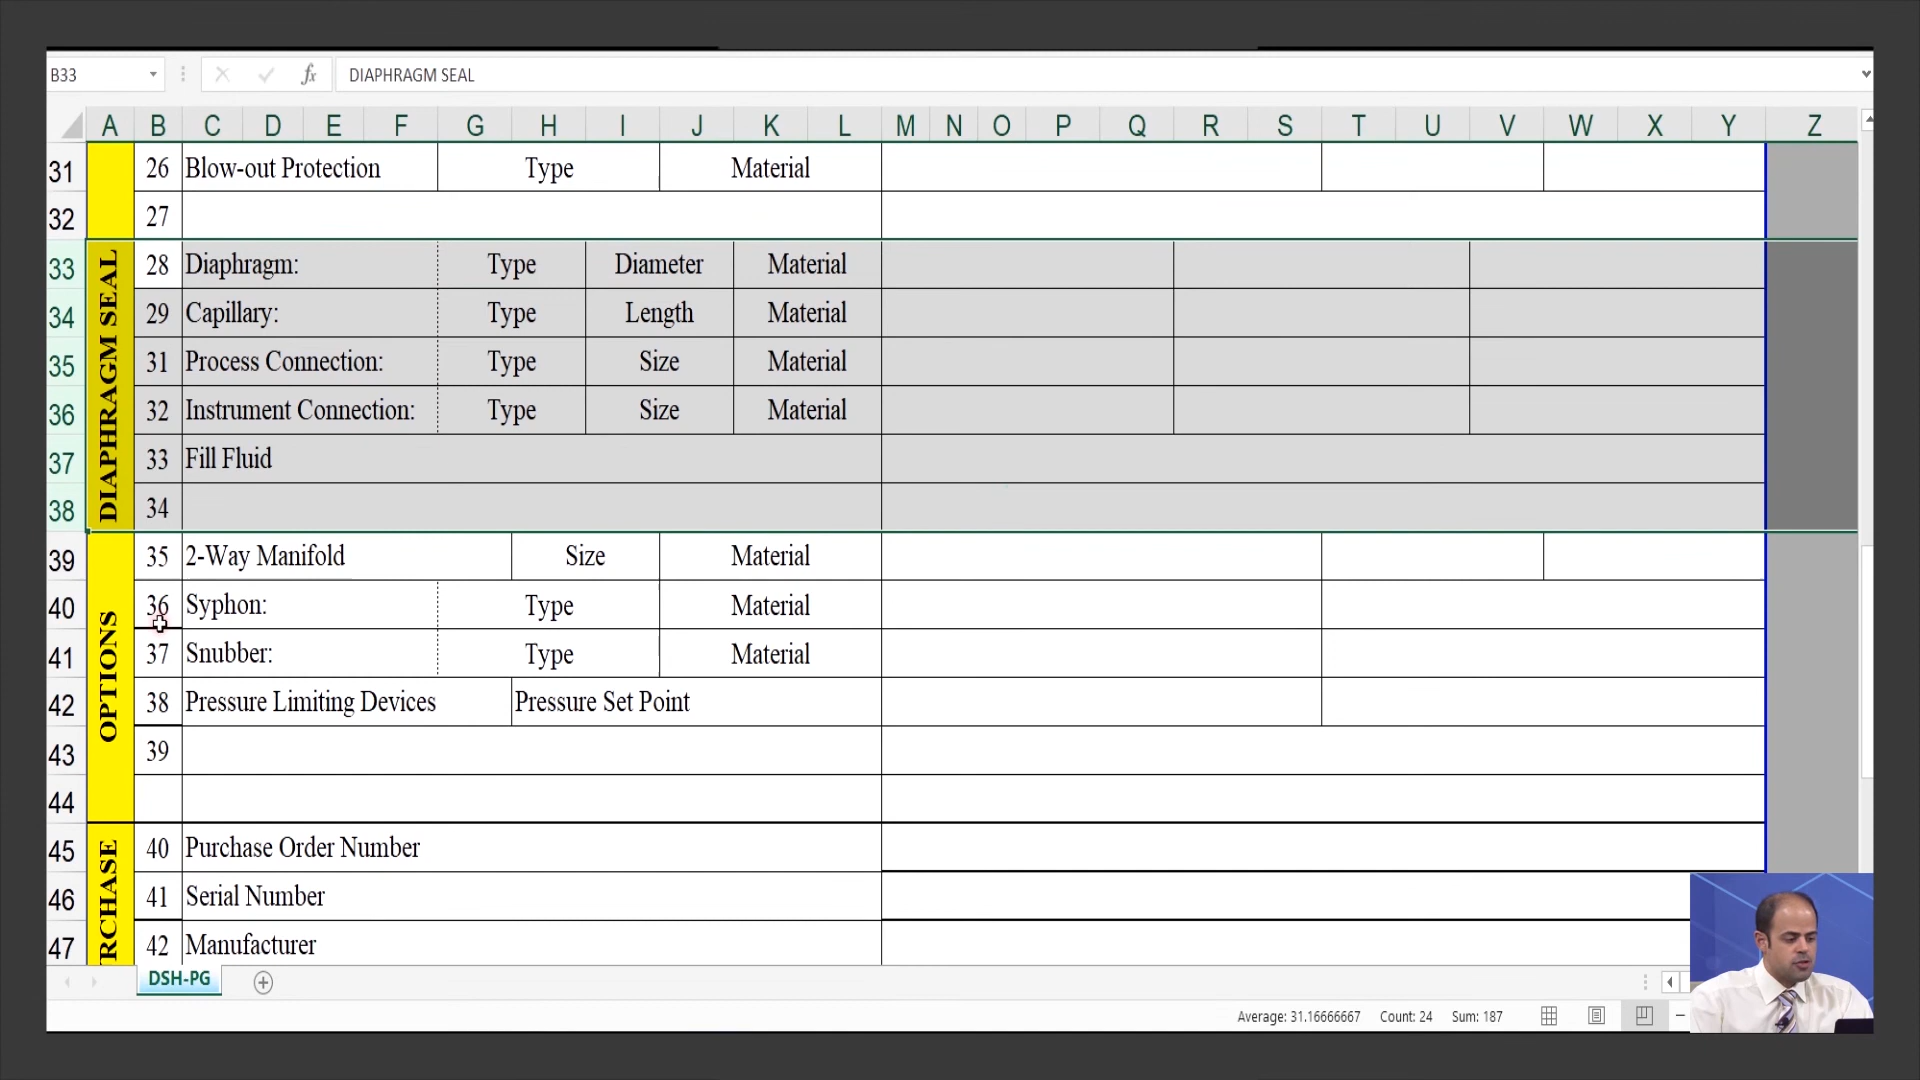 B33 fx DIAPHRAGM SEAL
A B C D E F G H I J K L M N O P Q R S T U V W X Y Z
31 26 Blow-out Protection Type Material
32 27
DIAPHRAGM SEAL
33 28 Diaphragm: Type Diameter Material
34 29 Capillary: Type Length Material
35 31 Process Connection: Type Size Material
36 32 Instrument Connection: Type Size Material
37 33 Fill Fluid
38 34
OPTIONS
39 35 2-Way Manifold Size Material
40 36 Syphon: Type Material
41 37 Snubber: Type Material
42 38 Pressure Limiting Devices Pressure Set Point
43 39
44
RCHASE
45 40 Purchase Order Number
46 41 Serial Number
47 42 Manufacturer
DSH-PG
Average: 31.16666667 Count: 24 Sum: 187